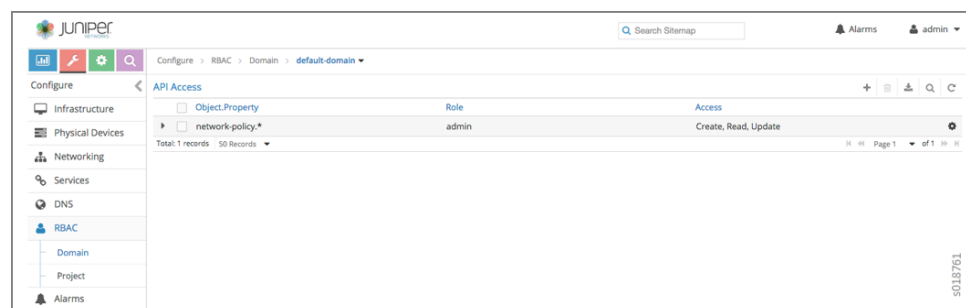 JUNIPER
NETWORKS
Search Sitemap
Alarms
admin
Configure > RBAC > Domain > default-domain
Configure
API Access
Object.Property Role Access
Infrastructure
network-policy.* admin Create, Read, Update
Physical Devices
Total: 1 records 50 Records Page 1 of 1
Networking
Services
DNS
RBAC
Domain
Project
Alarms
s018761